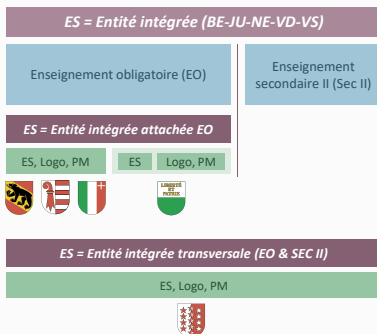 ES = Entité intégrée (BE-JU-NE-VD-VS)
Enseignement obligatoire (EO)
Enseignement
secondaire II (Sec II)
ES = Entité intégrée attachée EO
ES, Logo, PM
ES
Logo, PM
LIBERTÉ
ET
PATRIE
ES = Entité intégrée transversale (EO & SEC II)
ES, Logo, PM